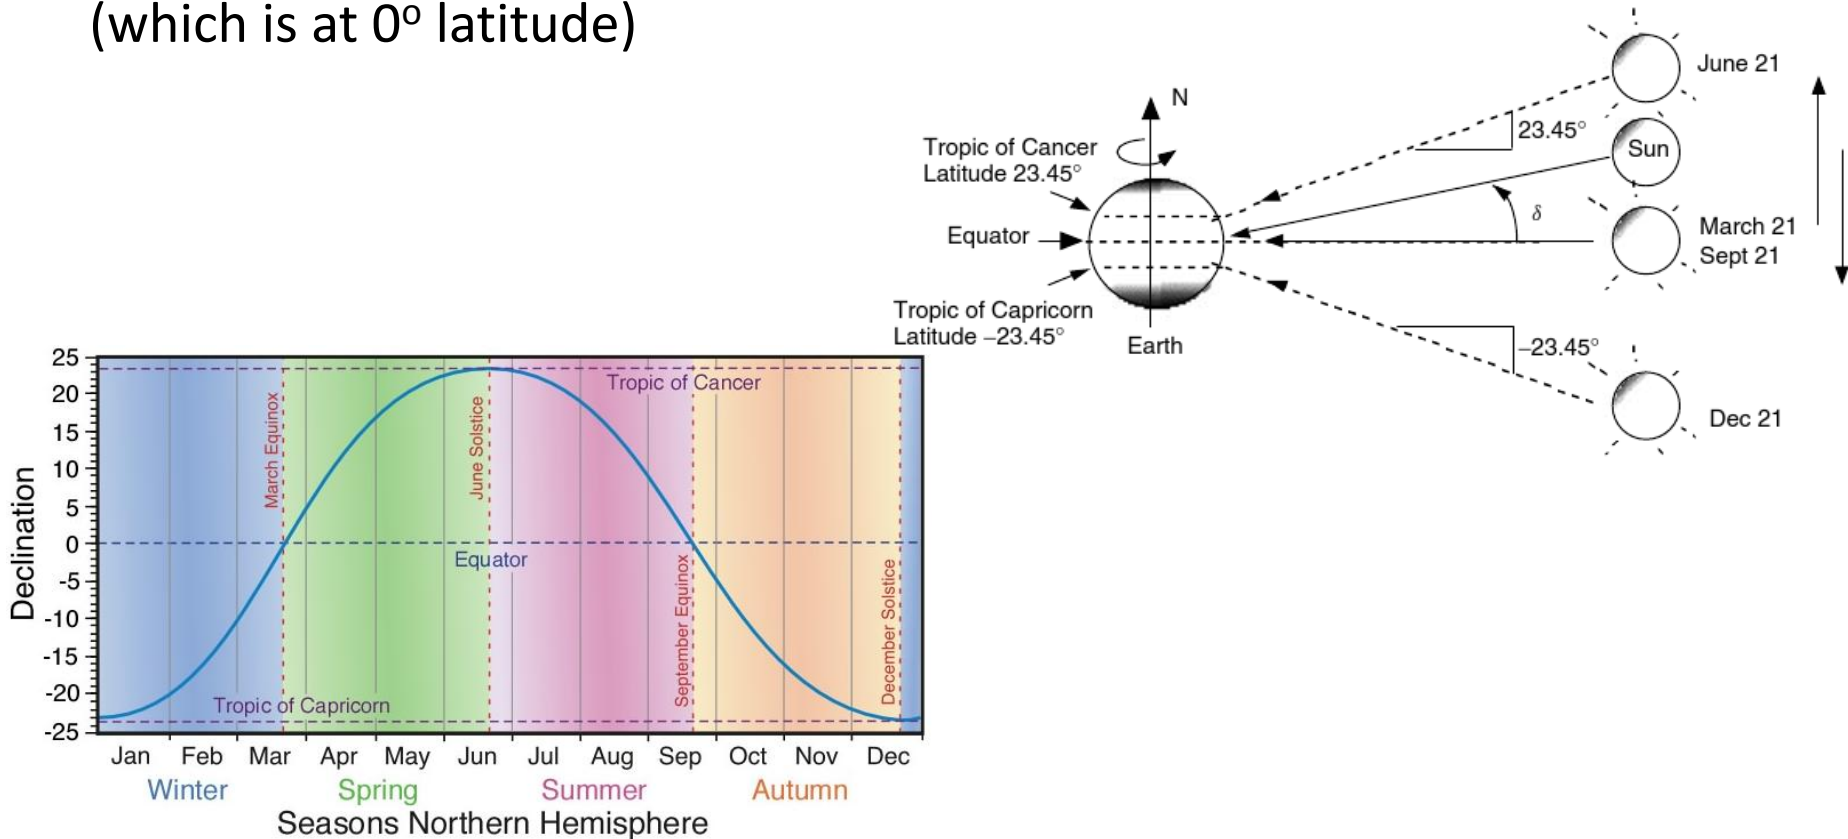 (which is at 0º latitude)
June 21
N
23.45°
Tropic of Cancer
Latitude 23.45°
Sun
δ
Equator
March 21
Sept 21
Tropic of Capricorn
Latitude –23.45°
Earth
–23.45°
Dec 21
25
20
15
10
5
0
-5
-10
-15
-20
-25
Declination
Tropic of Cancer
March Equinox
June Solstice
Equator
September Equinox
December Solstice
Tropic of Capricorn
Jan Feb Mar Apr May Jun Jul Aug Sep Oct Nov Dec
Winter Spring Summer Autumn
Seasons Northern Hemisphere